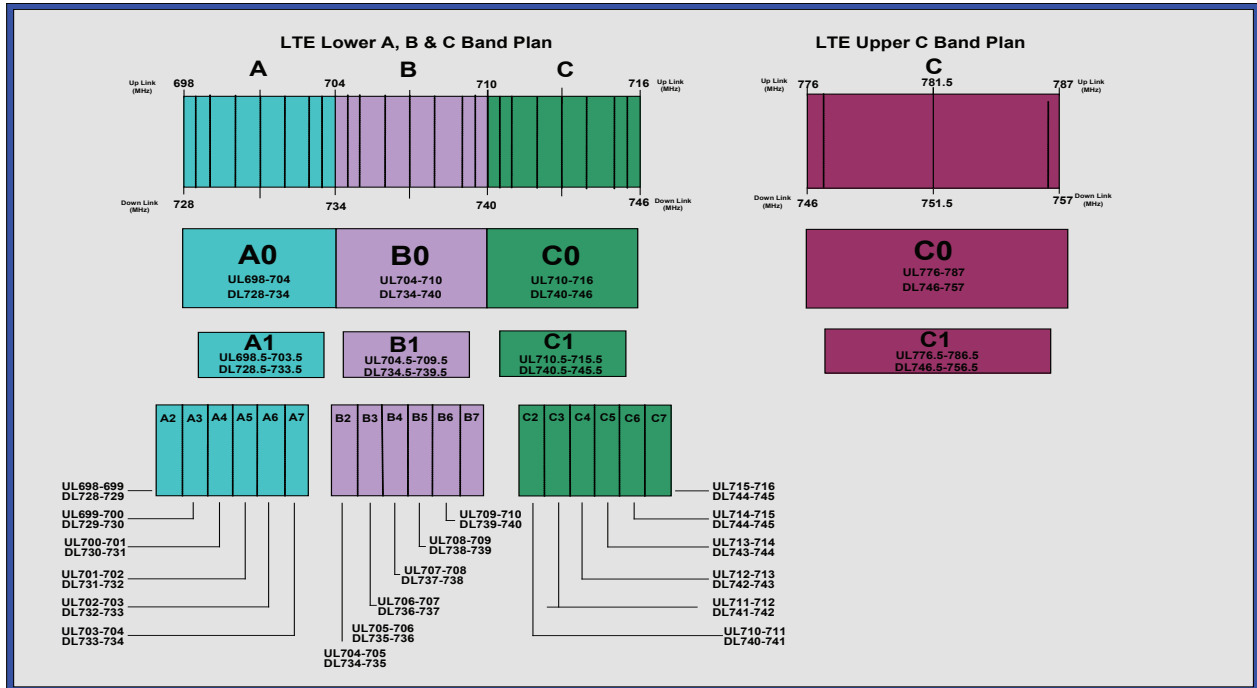 LTE Lower A, B & C Band Plan
A
B
C
Up Link
(MHz)
698
704
710
716
Up Link
(MHz)
Down Link
(MHz)
728
734
740
746
Down Link
(MHz)
LTE Upper C Band Plan
C
Up Link
(MHz)
776
781.5
787
Up Link
(MHz)
Down Link
(MHz)
746
751.5
757
Down Link
(MHz)
A0
UL698-704
DL728-734
B0
UL704-710
DL734-740
C0
UL710-716
DL740-746
C0
UL776-787
DL746-757
A1
UL698.5-703.5
DL728.5-733.5
B1
UL704.5-709.5
DL734.5-739.5
C1
UL710.5-715.5
DL740.5-745.5
C1
UL776.5-786.5
DL746.5-756.5
A2 A3 A4 A5 A6 A7
B2 B3 B4 B5 B6 B7
C2 C3 C4 C5 C6 C7
UL698-699
DL728-729
UL699-700
DL729-730
UL700-701
DL730-731
UL701-702
DL731-732
UL702-703
DL732-733
UL703-704
DL733-734
UL709-710
DL739-740
UL708-709
DL738-739
UL707-708
DL737-738
UL706-707
DL736-737
UL705-706
DL735-736
UL704-705
DL734-735
UL715-716
DL744-745
UL714-715
DL744-745
UL713-714
DL743-744
UL712-713
DL742-743
UL711-712
DL741-742
UL710-711
DL740-741